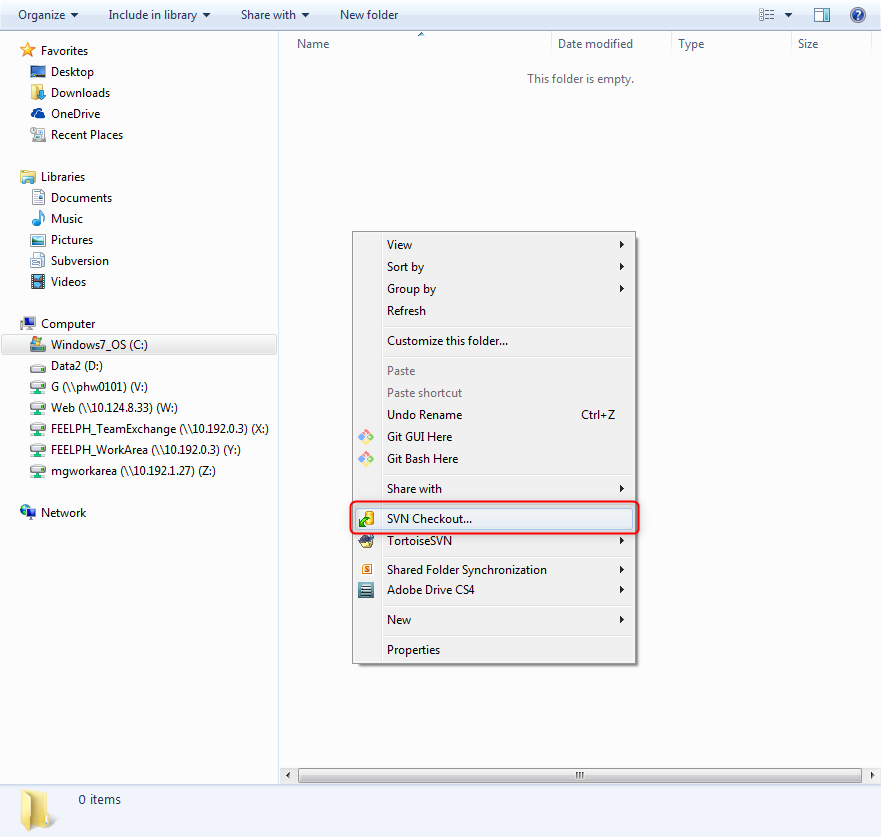 Organize Include in library Share with New folder
Name Date modified Type Size
This folder is empty.
Favorites
Desktop
Downloads
OneDrive
Recent Places
Libraries
Documents
Music
Pictures
Subversion
Videos
Computer
Windows7_OS (C:)
Data2 (D:)
G (\\phw0101) (V:)
Web (\\10.124.8.33) (W:)
FEELPH_TeamExchange (\\10.192.0.3) (X:)
FEELPH_WorkArea (\\10.192.0.3) (Y:)
mgworkarea (\\10.192.1.27) (Z:)
Network
View
Sort by
Group by
Refresh
Customize this folder...
Paste
Paste shortcut
Undo Rename Ctrl+Z
Git GUI Here
Git Bash Here
Share with
SVN Checkout...
TortoiseSVN
Shared Folder Synchronization
Adobe Drive CS4
New
Properties
0 items